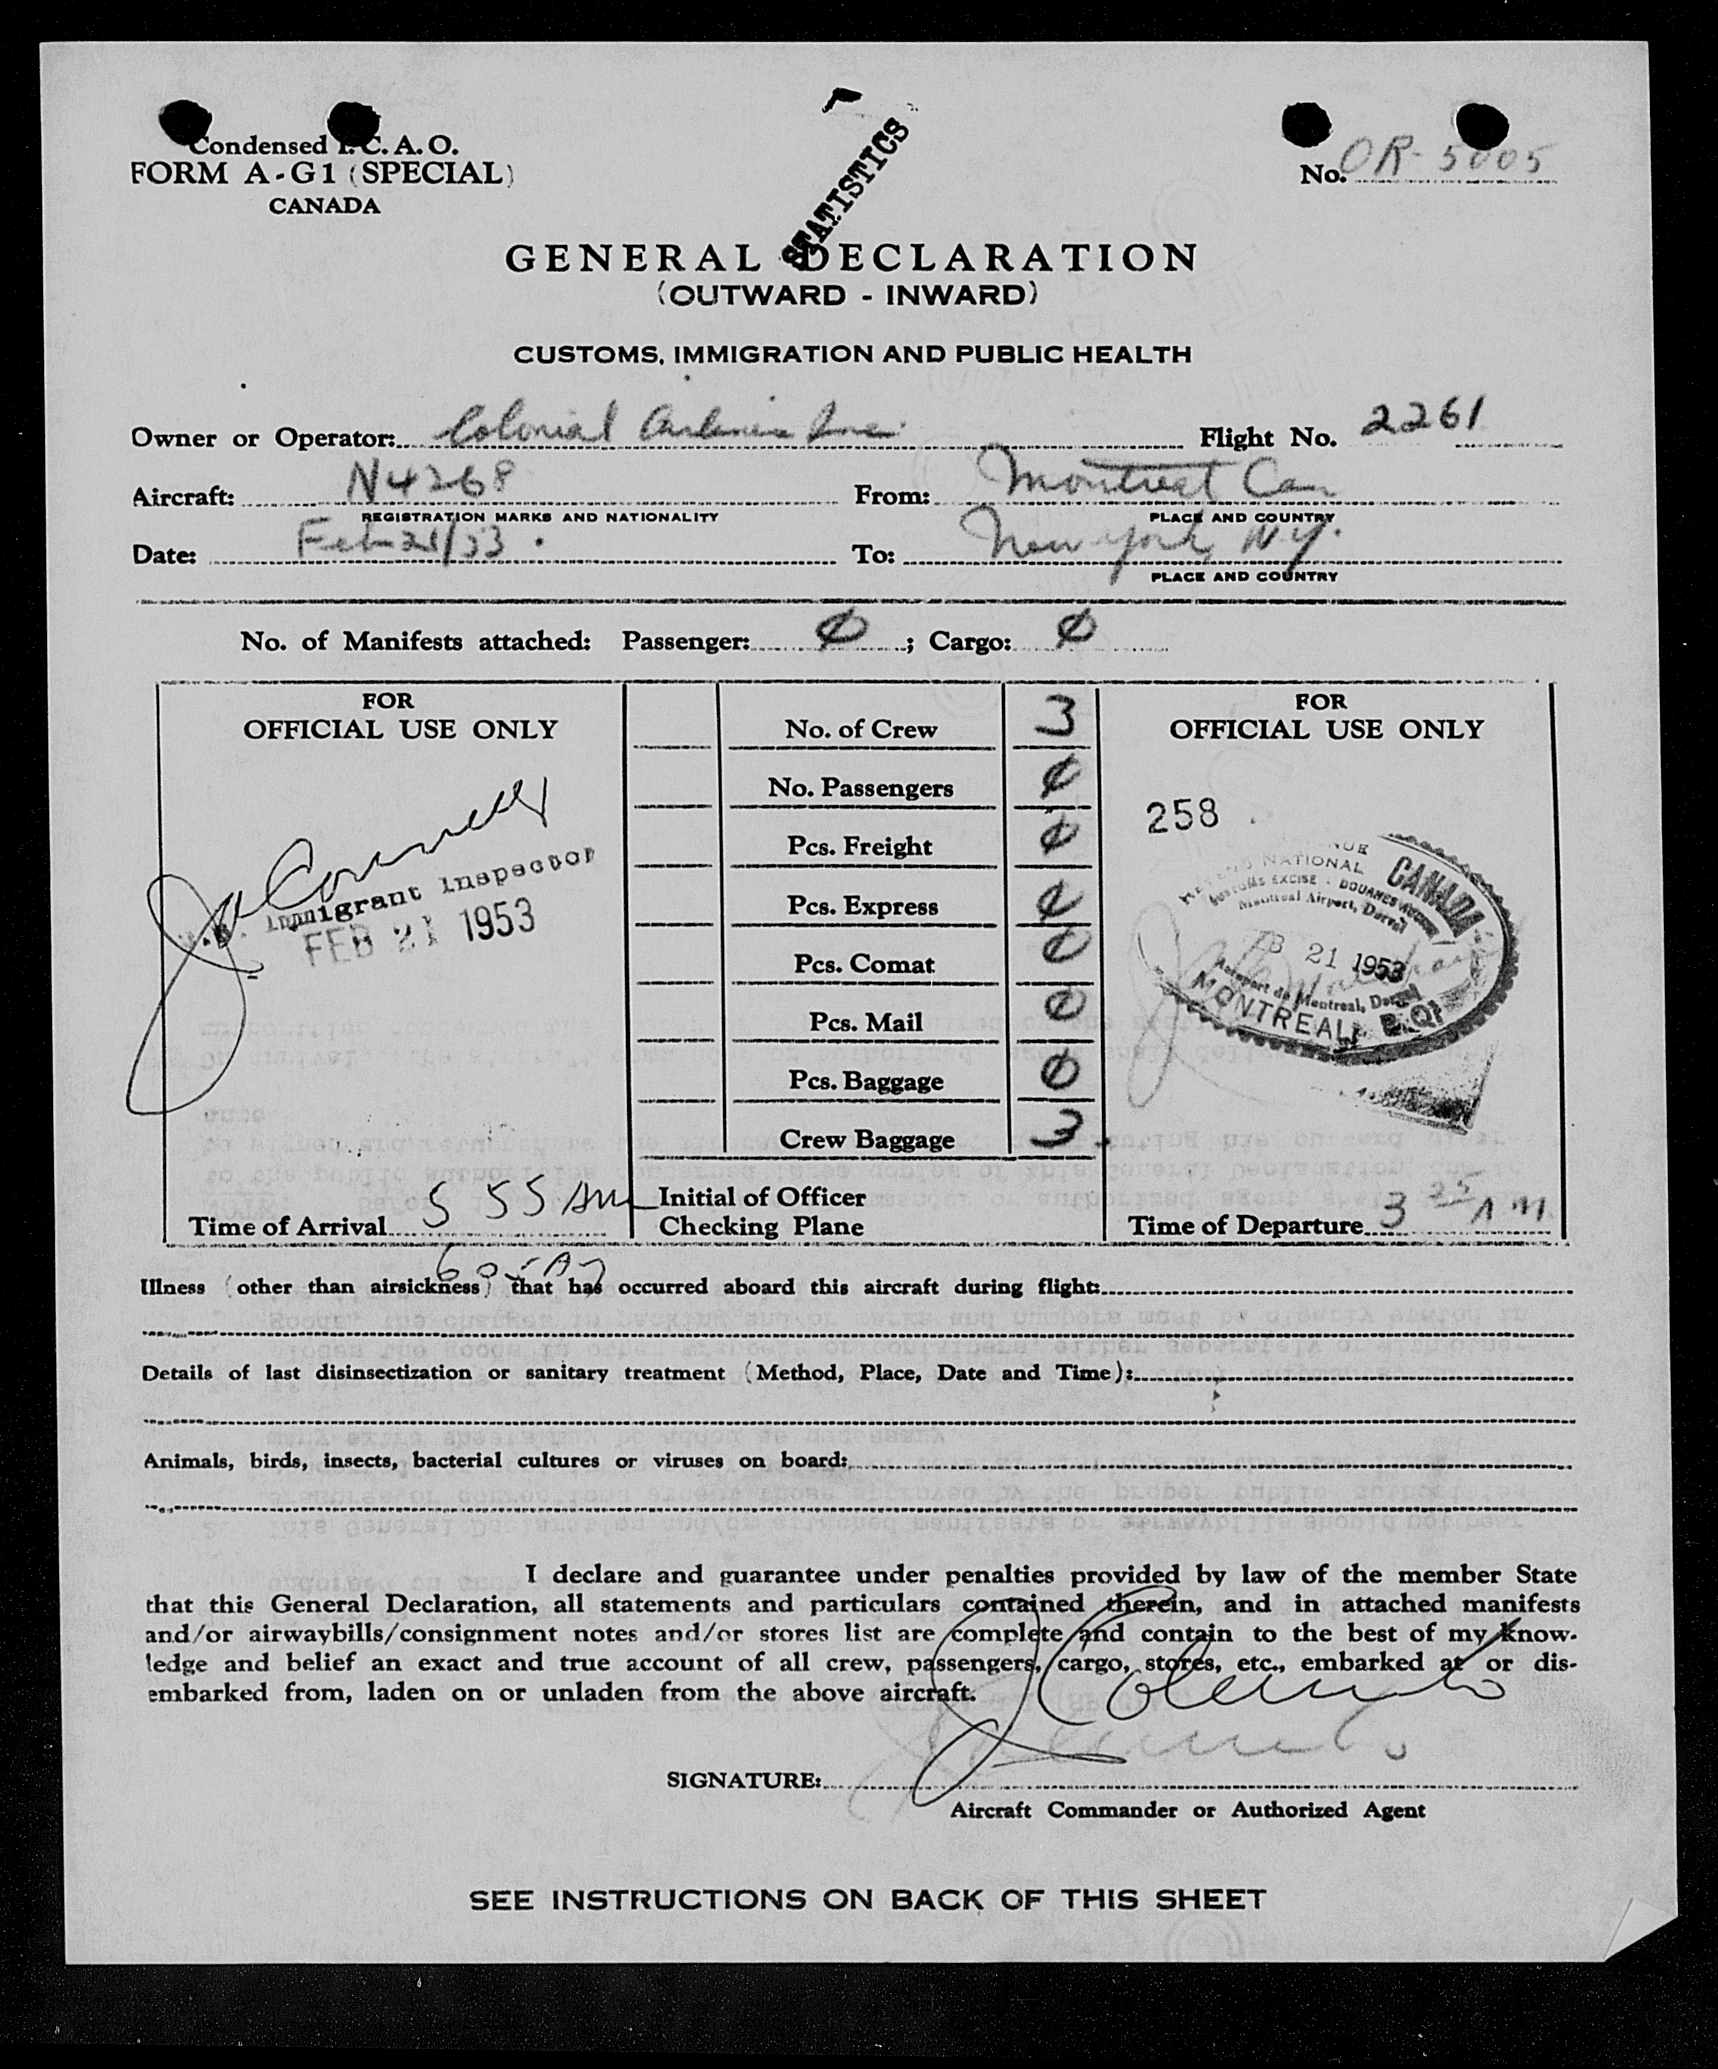 Condensed I. C. A. O.
FORM A-G1 (SPECIAL)
CANADA
STATISTICS
No. OR-5005
GENERAL DECLARATION
(OUTWARD - INWARD)
CUSTOMS, IMMIGRATION AND PUBLIC HEALTH
Owner or Operator: Colonial Airlines Inc. Flight No. 2261
Aircraft: N4268 From: Montreal Can
REGISTRATION MARKS AND NATIONALITY PLACE AND COUNTRY
Date: Feb 21/53. To: New York, N.Y.
PLACE AND COUNTRY
No. of Manifests attached: Passenger: 0; Cargo: 0
FOR
OFFICIAL USE ONLY
Immigrant Inspector
FEB 21 1953
Time of Arrival 5 55 AM
No. of Crew 3
No. Passengers 0
Pcs. Freight 0
Pcs. Express 0
Pcs. Comat 0
Pcs. Mail 0
Pcs. Baggage 0
Crew Baggage 3
Initial of Officer
Checking Plane
FOR
OFFICIAL USE ONLY
258
NATIONAL CANADA
CUSTOMS EXCISE - DOUANES
Montreal Airport, Dorval
21 1953
Aeroport de Montreal, Dorval
MONTREAL, P.Q.
Time of Departure 3 25 AM
Illness (other than airsickness) that has occurred aboard this aircraft during flight:
Details of last disinsectization or sanitary treatment (Method, Place, Date and Time):
Animals, birds, insects, bacterial cultures or viruses on board:
I declare and guarantee under penalties provided by law of the member State
that this General Declaration, all statements and particulars contained therein, and in attached manifests
and/or airwaybills/consignment notes and/or stores list are complete and contain to the best of my know-
ledge and belief an exact and true account of all crew, passengers, cargo, stores, etc., embarked at or dis-
embarked from, laden on or unladen from the above aircraft.
SIGNATURE:
Aircraft Commander or Authorized Agent
SEE INSTRUCTIONS ON BACK OF THIS SHEET